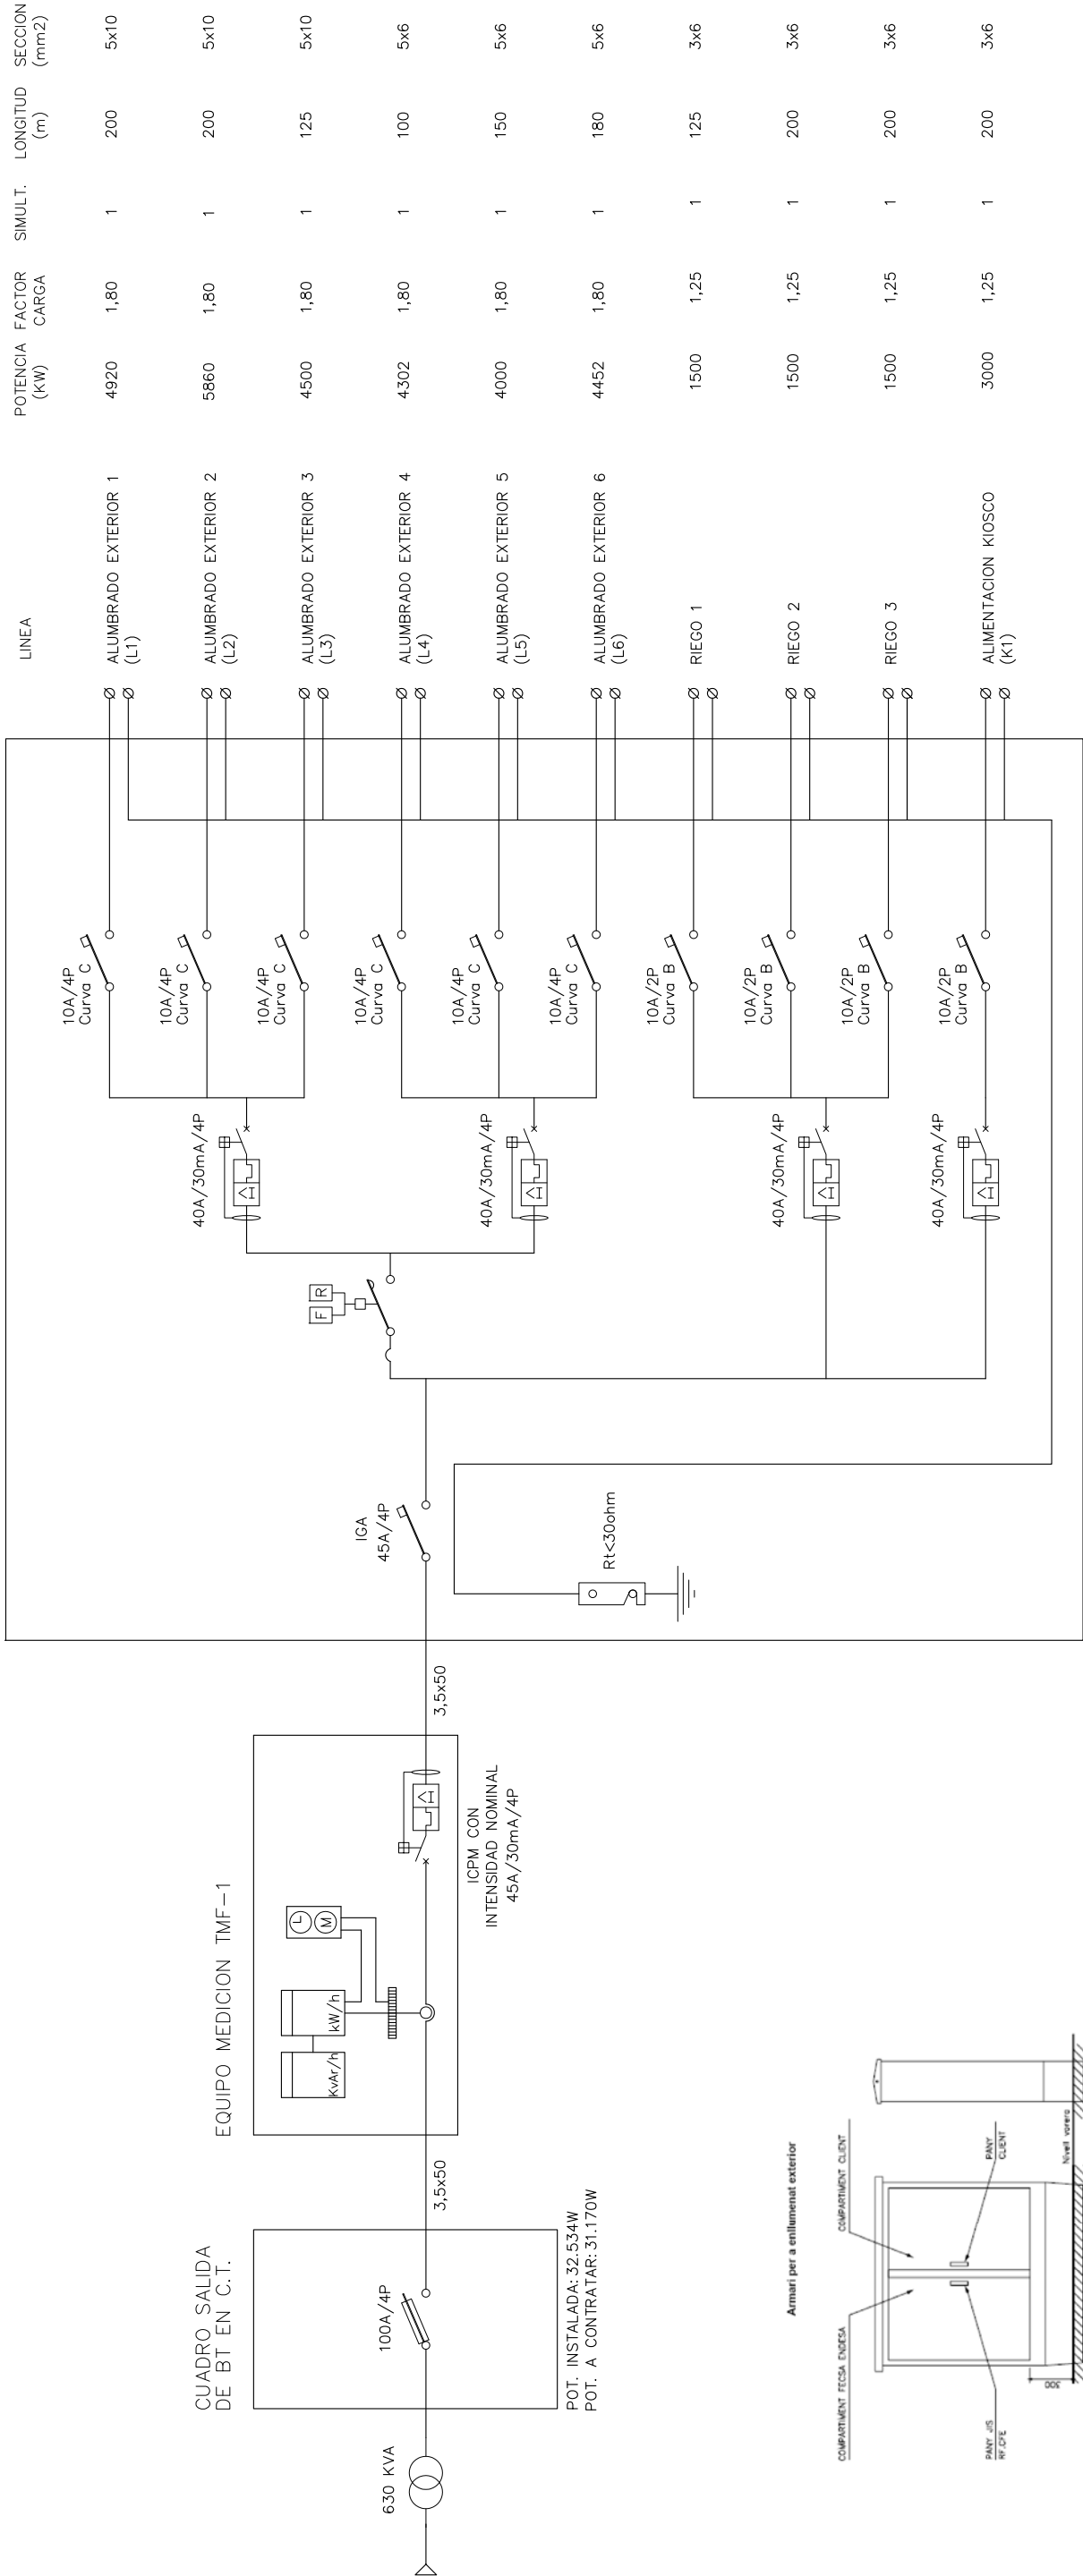 LINEA
POTENCIA
(KW)
FACTOR
CARGA
SIMULT.
LONGITUD
(m)
SECCION
(mm2)
ALUMBRADO EXTERIOR 1
(L1)
4920
1,80
1
200
5x10
ALUMBRADO EXTERIOR 2
(L2)
5860
1,80
1
200
5x10
ALUMBRADO EXTERIOR 3
(L3)
4500
1,80
1
125
5x10
ALUMBRADO EXTERIOR 4
(L4)
4302
1,80
1
100
5x6
ALUMBRADO EXTERIOR 5
(L5)
4000
1,80
1
150
5x6
ALUMBRADO EXTERIOR 6
(L6)
4452
1,80
1
180
5x6
RIEGO 1
1500
1,25
1
125
3x6
RIEGO 2
1500
1,25
1
200
3x6
RIEGO 3
1500
1,25
1
200
3x6
ALIMENTACION KIOSCO
(K1)
3000
1,25
1
200
3x6
10A/4P
Curva C
10A/4P
Curva C
10A/4P
Curva C
10A/4P
Curva C
10A/4P
Curva C
10A/4P
Curva C
10A/2P
Curva B
10A/2P
Curva B
10A/2P
Curva B
10A/2P
Curva B
40A/30mA/4P
40A/30mA/4P
40A/30mA/4P
40A/30mA/4P
F
R
IGA
45A/4P
Rt<30ohm
3,5x50
EQUIPO MEDICION TMF-1
KvAr/h
kW/h
L
M
ICPM CON
INTENSIDAD NOMINAL
45A/30mA/4P
3,5x50
CUADRO SALIDA
DE BT EN C.T.
100A/4P
POT. INSTALADA: 32.534W
POT. A CONTRATAR: 31.170W
630 KVA
Armari per a enllumenat exterior
COMPARTIMENT FECSA ENDESA
COMPARTIMENT CLIENT
PANY JIS
RF.CFE
PANY
CLIENT
300
Nivell vorera